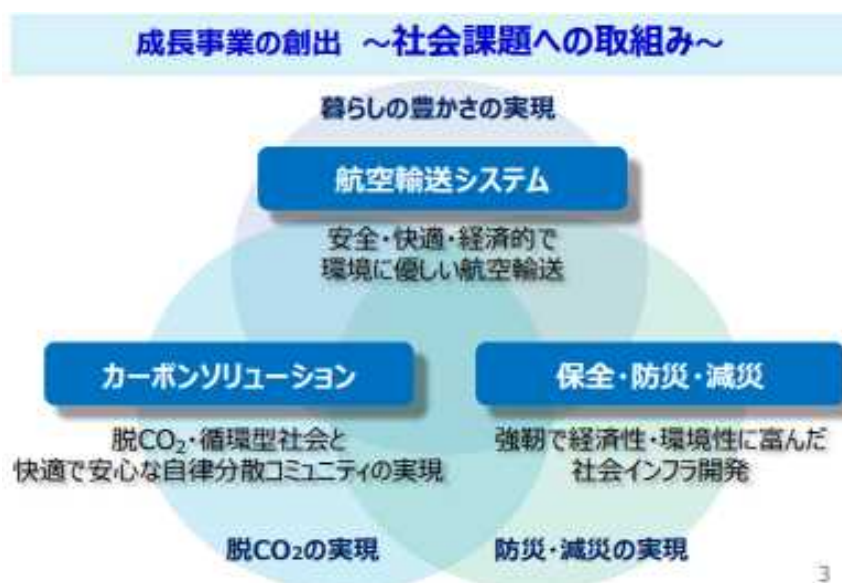 成長事業の創出 ～社会課題への取組み～
暮らしの豊かさの実現
航空輸送システム
安全・快適・経済的で
環境に優しい航空輸送
カーボンソリューション
脱CO₂・循環型社会と
快適で安心な自律分散コミュニティの実現
保全・防災・減災
強靭で経済性・環境性に富んだ
社会インフラ開発
脱CO₂の実現
防災・減災の実現
3